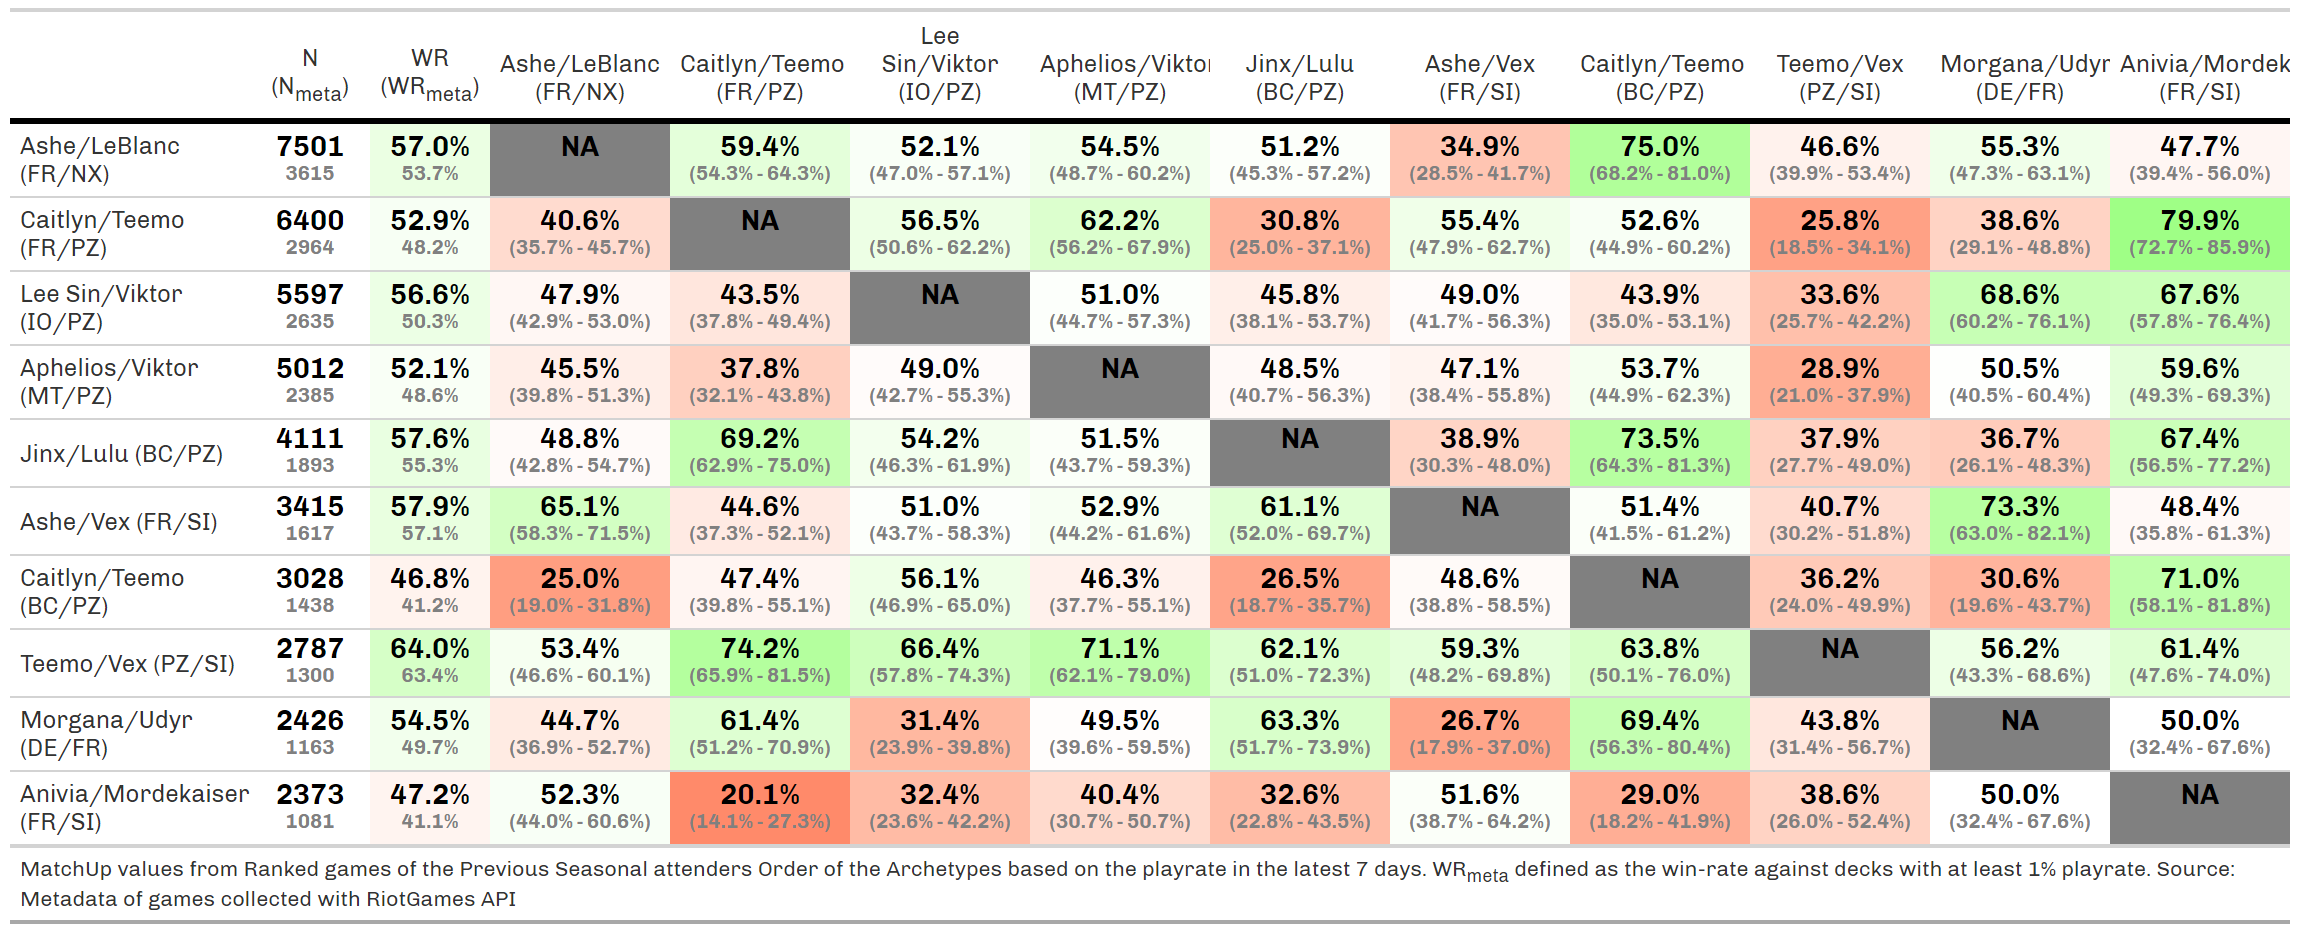 N (N_meta) WR (WR_meta) Ashe/LeBlanc (FR/NX) Caitlyn/Teemo (FR/PZ) Lee Sin/Viktor (IO/PZ) Aphelios/Viktor (MT/PZ) Jinx/Lulu (BC/PZ) Ashe/Vex (FR/SI) Caitlyn/Teemo (BC/PZ) Teemo/Vex (PZ/SI) Morgana/Udyr (DE/FR) Anivia/Mordek (FR/SI)
Ashe/LeBlanc 7501 57.0% NA 59.4% 52.1% 54.5% 51.2% 34.9% 75.0% 46.6% 55.3% 47.7%
(FR/NX) 3615 53.7% (54.3% - 64.3%) (47.0% - 57.1%) (48.7% - 60.2%) (45.3% - 57.2%) (28.5% - 41.7%) (68.2% - 81.0%) (39.9% - 53.4%) (47.3% - 63.1%) (39.4% - 56.0%)
Caitlyn/Teemo 6400 52.9% 40.6% NA 56.5% 62.2% 30.8% 55.4% 52.6% 25.8% 38.6% 79.9%
(FR/PZ) 2964 48.2% (35.7% - 45.7%) (50.6% - 62.2%) (56.2% - 67.9%) (25.0% - 37.1%) (47.9% - 62.7%) (44.9% - 60.2%) (18.5% - 34.1%) (29.1% - 48.8%) (72.7% - 85.9%)
Lee Sin/Viktor 5597 56.6% 47.9% 43.5% NA 51.0% 45.8% 49.0% 43.9% 33.6% 68.6% 67.6%
(IO/PZ) 2635 50.3% (42.9% - 53.0%) (37.8% - 49.4%) (44.7% - 57.3%) (38.1% - 53.7%) (41.7% - 56.3%) (35.0% - 53.1%) (25.7% - 42.2%) (60.2% - 76.1%) (57.8% - 76.4%)
Aphelios/Viktor 5012 52.1% 45.5% 37.8% 49.0% NA 48.5% 47.1% 53.7% 28.9% 50.5% 59.6%
(MT/PZ) 2385 48.6% (39.8% - 51.3%) (32.1% - 43.8%) (42.7% - 55.3%) (40.7% - 56.3%) (38.4% - 55.8%) (44.9% - 62.3%) (21.0% - 37.9%) (40.5% - 60.4%) (49.3% - 69.3%)
Jinx/Lulu (BC/PZ) 4111 57.6% 48.8% 69.2% 54.2% 51.5% NA 38.9% 73.5% 37.9% 36.7% 67.4%
1893 55.3% (42.8% - 54.7%) (62.9% - 75.0%) (46.3% - 61.9%) (43.7% - 59.3%) (30.3% - 48.0%) (64.3% - 81.3%) (27.7% - 49.0%) (26.1% - 48.3%) (56.5% - 77.2%)
Ashe/Vex (FR/SI) 3415 57.9% 65.1% 44.6% 51.0% 52.9% 61.1% NA 51.4% 40.7% 73.3% 48.4%
1617 57.1% (58.3% - 71.5%) (37.3% - 52.1%) (43.7% - 58.3%) (44.2% - 61.6%) (52.0% - 69.7%) (41.5% - 61.2%) (30.2% - 51.8%) (63.0% - 82.1%) (35.8% - 61.3%)
Caitlyn/Teemo 3028 46.8% 25.0% 47.4% 56.1% 46.3% 26.5% 48.6% NA 36.2% 30.6% 71.0%
(BC/PZ) 1438 41.2% (19.0% - 31.8%) (39.8% - 55.1%) (46.9% - 65.0%) (37.7% - 55.1%) (18.7% - 35.7%) (38.8% - 58.5%) (24.0% - 49.9%) (19.6% - 43.7%) (58.1% - 81.8%)
Teemo/Vex (PZ/SI) 2787 64.0% 53.4% 74.2% 66.4% 71.1% 62.1% 59.3% 63.8% NA 56.2% 61.4%
1300 63.4% (46.6% - 60.1%) (65.9% - 81.5%) (57.8% - 74.3%) (62.1% - 79.0%) (51.0% - 72.3%) (48.2% - 69.8%) (50.1% - 76.0%) (43.3% - 68.6%) (47.6% - 74.0%)
Morgana/Udyr 2426 54.5% 44.7% 61.4% 31.4% 49.5% 63.3% 26.7% 69.4% 43.8% NA 50.0%
(DE/FR) 1163 49.7% (36.9% - 52.7%) (51.2% - 70.9%) (23.9% - 39.8%) (39.6% - 59.5%) (51.7% - 73.9%) (17.9% - 37.0%) (56.3% - 80.4%) (31.4% - 56.7%) (32.4% - 67.6%)
Anivia/Mordekaiser 2373 47.2% 52.3% 20.1% 32.4% 40.4% 32.6% 51.6% 29.0% 38.6% 50.0% NA
(FR/SI) 1081 41.1% (44.0% - 60.6%) (14.1% - 27.3%) (23.6% - 42.2%) (30.7% - 50.7%) (22.8% - 43.5%) (38.7% - 64.2%) (18.2% - 41.9%) (26.0% - 52.4%) (32.4% - 67.6%)
MatchUp values from Ranked games of the Previous Seasonal attenders Order of the Archetypes based on the playrate in the latest 7 days. WR_meta defined as the win-rate against decks with at least 1% playrate. Source:
Metadata of games collected with RiotGames API